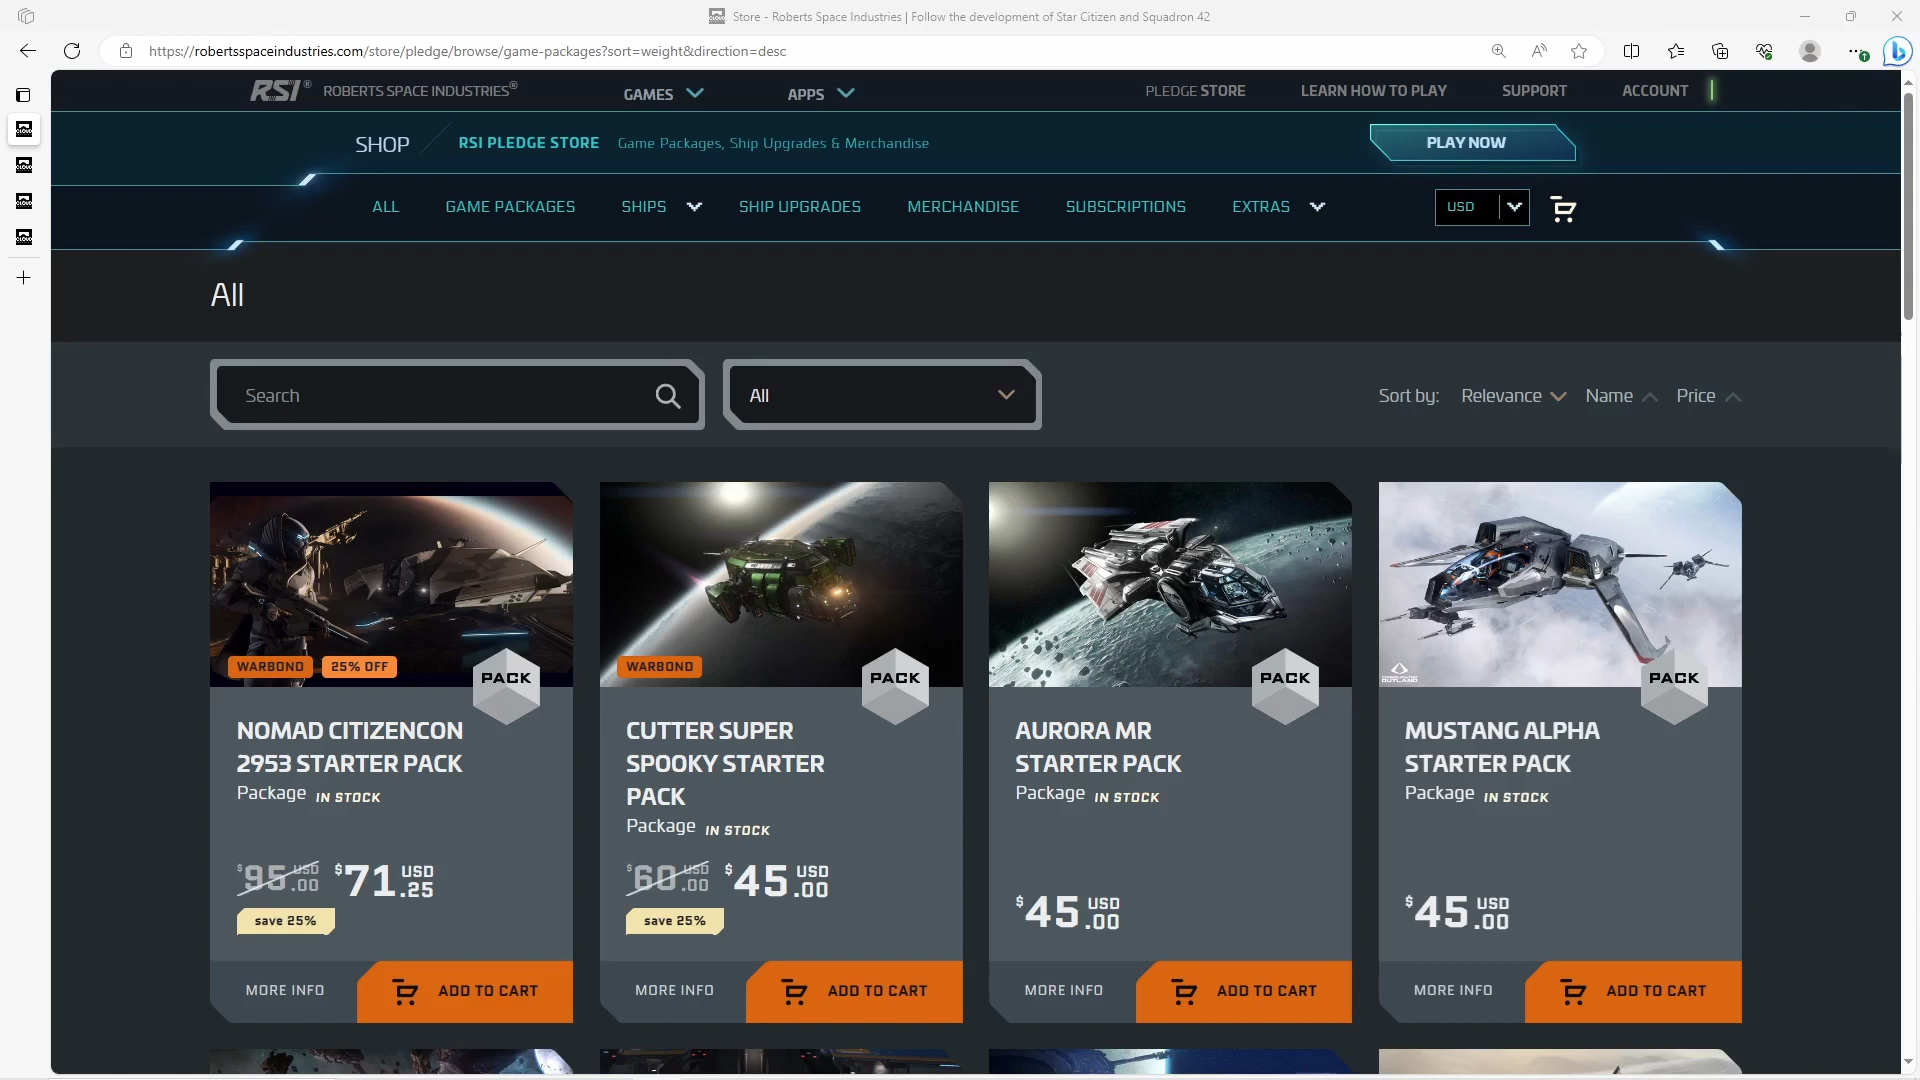 Store - Roberts Space Industries | Follow the development of Star Citizen and Squadron 42
https://robertsspaceindustries.com/store/pledge/browse/game-packages?sort=weight&direction=desc
RSI® ROBERTS SPACE INDUSTRIES® GAMES APPS PLEDGE STORE LEARN HOW TO PLAY SUPPORT ACCOUNT
SHOP RSI PLEDGE STORE Game Packages, Ship Upgrades & Merchandise PLAY NOW
ALL GAME PACKAGES SHIPS SHIP UPGRADES MERCHANDISE SUBSCRIPTIONS EXTRAS USD
All
Search All Sort by: Relevance Name Price
WARBOND 25% OFF PACK
NOMAD CITIZENCON
2953 STARTER PACK
Package IN STOCK
$95.00 USD $71.25 USD
save 25%
MORE INFO ADD TO CART
WARBOND PACK
CUTTER SUPER
SPOOKY STARTER
PACK
Package IN STOCK
$60.00 USD $45.00 USD
save 25%
MORE INFO ADD TO CART
PACK
AURORA MR
STARTER PACK
Package IN STOCK
$45.00 USD
MORE INFO ADD TO CART
PACK
MUSTANG ALPHA
STARTER PACK
Package IN STOCK
$45.00 USD
MORE INFO ADD TO CART